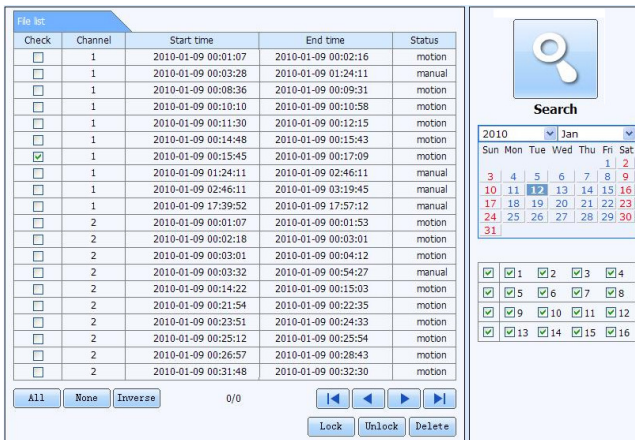 File list
Check Channel Start time End time Status
1 2010-01-09 00:01:07 2010-01-09 00:02:16 motion
1 2010-01-09 00:03:28 2010-01-09 01:24:11 manual
1 2010-01-09 00:08:36 2010-01-09 00:09:31 motion
1 2010-01-09 00:10:10 2010-01-09 00:10:58 motion
1 2010-01-09 00:11:30 2010-01-09 00:12:15 motion
1 2010-01-09 00:14:48 2010-01-09 00:15:43 motion
1 2010-01-09 00:15:45 2010-01-09 00:17:09 motion
1 2010-01-09 01:24:11 2010-01-09 02:46:11 manual
1 2010-01-09 02:46:11 2010-01-09 03:19:45 manual
1 2010-01-09 17:39:52 2010-01-09 17:57:12 manual
2 2010-01-09 00:01:07 2010-01-09 00:01:53 motion
2 2010-01-09 00:02:18 2010-01-09 00:03:01 motion
2 2010-01-09 00:03:01 2010-01-09 00:04:12 motion
2 2010-01-09 00:03:32 2010-01-09 00:54:27 manual
2 2010-01-09 00:14:22 2010-01-09 00:15:03 motion
2 2010-01-09 00:21:54 2010-01-09 00:22:35 motion
2 2010-01-09 00:23:51 2010-01-09 00:24:33 motion
2 2010-01-09 00:25:12 2010-01-09 00:25:54 motion
2 2010-01-09 00:26:57 2010-01-09 00:28:43 motion
2 2010-01-09 00:31:48 2010-01-09 00:32:30 motion
All None Inverse 0/0
Lock Unlock Delete
Search
2010 Jan
Sun Mon Tue Wed Thu Fri Sat
1 2
3 4 5 6 7 8 9
10 11 12 13 14 15 16
17 18 19 20 21 22 23
24 25 26 27 28 29 30
31
1 2 3 4
5 6 7 8
9 10 11 12
13 14 15 16